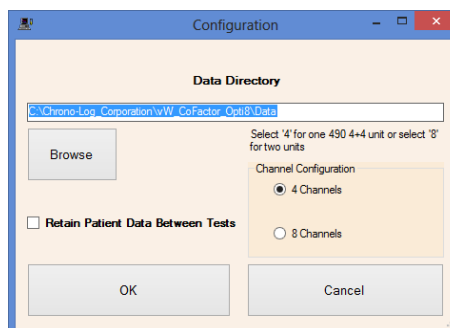 Configuration
Data Directory
C:\Chrono-Log_Corporation\vW_CoFactor_Opti8\Data
Browse
Select '4' for one 490 4+4 unit or select '8'
for two units
Channel Configuration
4 Channels
Retain Patient Data Between Tests
8 Channels
OK
Cancel